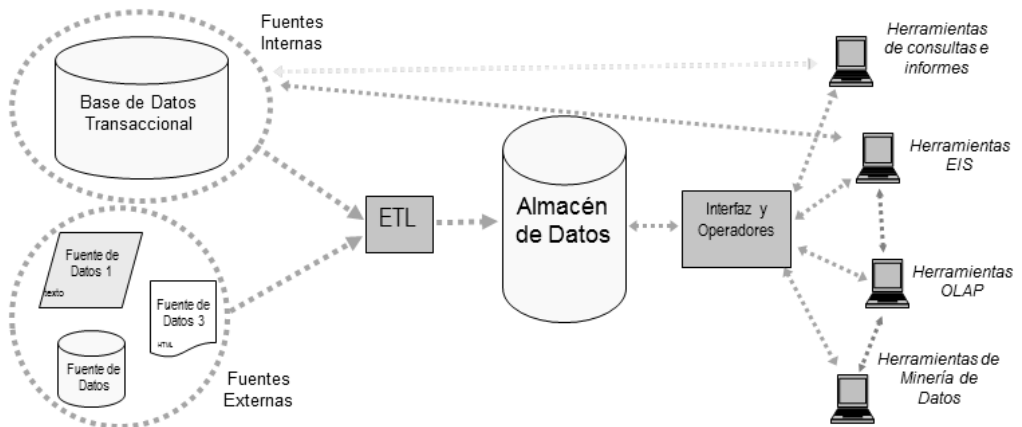 Fuentes
Internas
Base de Datos
Transaccional
Fuente de
Datos 1
texto
Fuente de
Datos 3
HTML
Fuente de
Datos
Fuentes
Externas
ETL
Almacén
de Datos
Interfaz y
Operadores
Herramientas
de consultas e
informes
Herramientas
EIS
Herramientas
OLAP
Herramientas de
Minería de
Datos